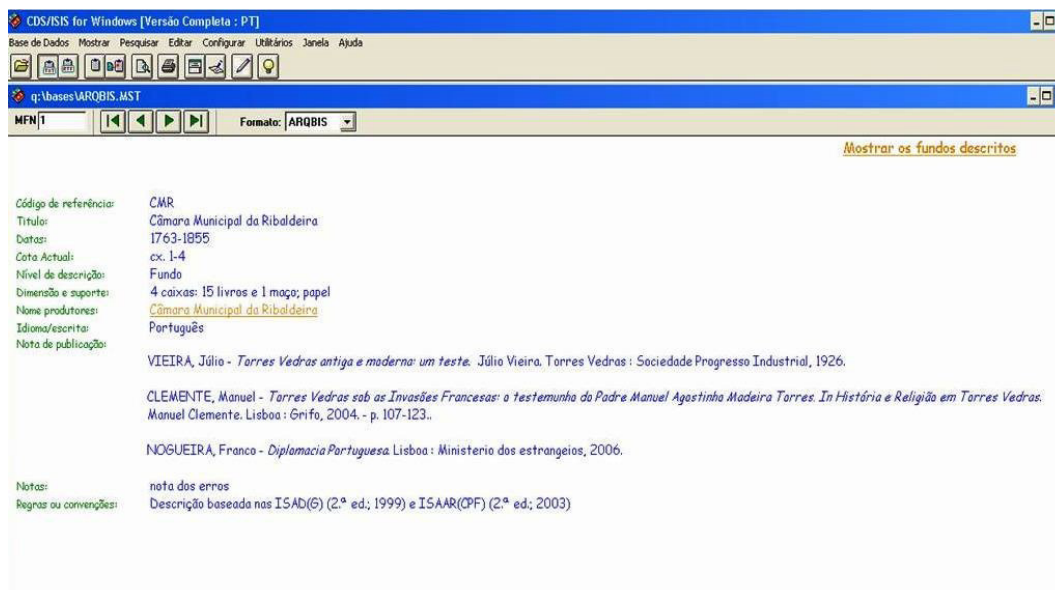 CDS/ISIS for Windows [Versão Completa : PT]
Base de Dados Mostrar Pesquisar Editar Configurar Utilitários Janela Ajuda
q:\bases\ARQBIS.MST
MFN 1 Formato: ARQBIS
Mostrar os fundos descritos
Código de referência: CMR
Titulo: Câmara Municipal da Ribaldeira
Datas: 1763-1855
Cota Actual: cx. 1-4
Nível de descrição: Fundo
Dimensão e suporte: 4 caixas: 15 livros e 1 maço; papel
Nome produtores: Câmara Municipal da Ribaldeira
Idioma/escrita: Português
Nota de publicação:
VIEIRA, Júlio - Torres Vedras antiga e moderna: um teste. Júlio Vieira. Torres Vedras : Sociedade Progresso Industrial, 1926.
CLEMENTE, Manuel - Torres Vedras sob as Invasões Francesas: o testemunho do Padre Manuel Agostinho Madeira Torres. In História e Religião em Torres Vedras.
Manuel Clemente. Lisboa : Grifo, 2004. - p. 107-123..
NOGUEIRA, Franco - Diplomacia Portuguesa. Lisboa : Ministerio dos estrangeios, 2006.
Notas: nota dos erros
Regras ou convenções: Descrição baseada nas ISAD(G) (2.ª ed.; 1999) e ISAAR(CPF) (2.ª ed.; 2003)